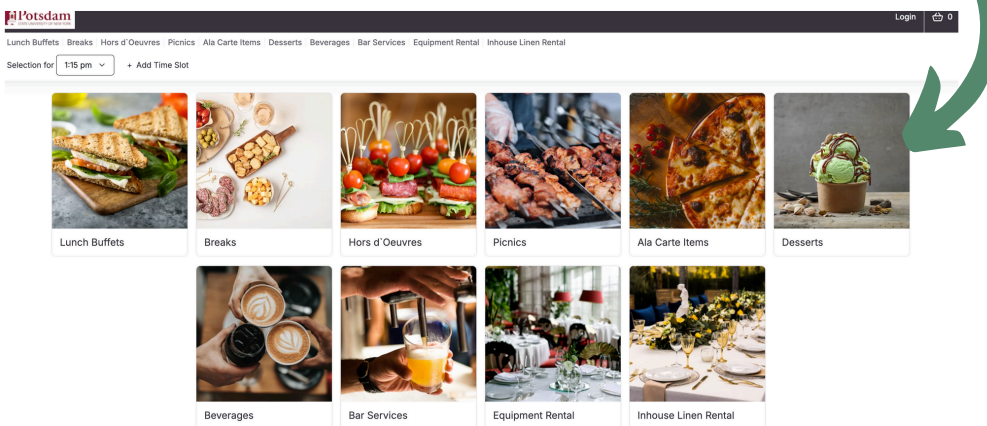 Potsdam
STATE UNIVERSITY OF NEW YORK
Login
0
Lunch Buffets Breaks Hors d`Oeuvres Picnics Ala Carte Items Desserts Beverages Bar Services Equipment Rental Inhouse Linen Rental
Selection for 1:15 pm + Add Time Slot
Lunch Buffets
Breaks
Hors d`Oeuvres
Picnics
Ala Carte Items
Desserts
Beverages
Bar Services
Equipment Rental
Inhouse Linen Rental